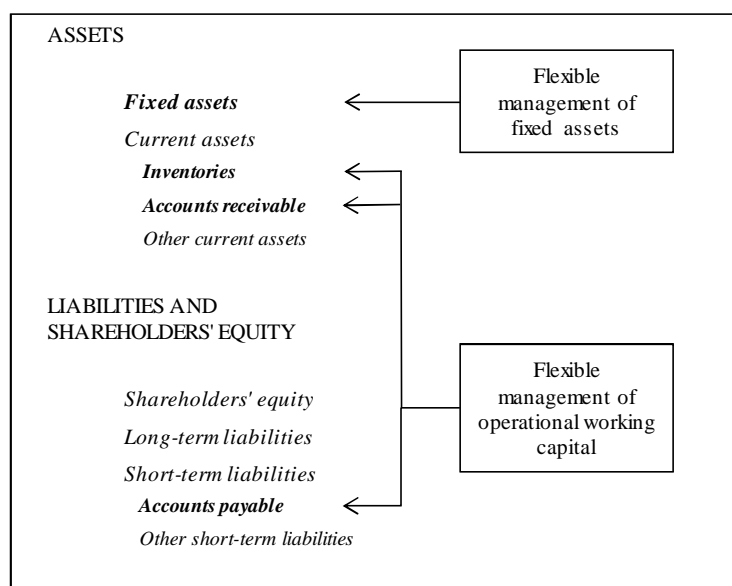 ASSETS
Flexible
management of
fixed assets
Fixed assets
Current assets
Inventories
Accounts receivable
Other current assets
LIABILITIES AND
SHAREHOLDERS' EQUITY
Flexible
management of
operational working
capital
Shareholders' equity
Long-term liabilities
Short-term liabilities
Accounts payable
Other short-term liabilities